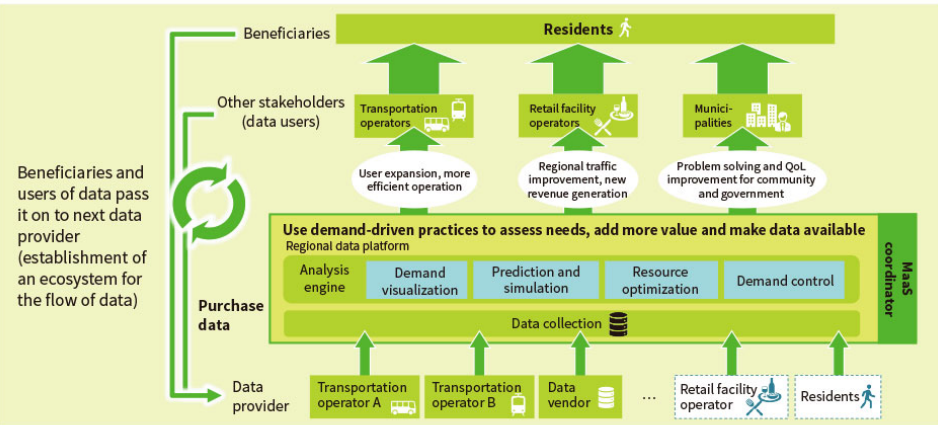 Beneficiaries
Residents
Other stakeholders
(data users)
Transportation
operators
Retail facility
operators
Munici-
palities
User expansion, more
efficient operation
Regional traffic
improvement, new
revenue generation
Problem solving and QoL
improvement for community
and government
Beneficiaries and
users of data pass
it on to next data
provider
(establishment of
an ecosystem for
the flow of data)
Purchase
data
Use demand-driven practices to assess needs, add more value and make data available
Regional data platform
Analysis
engine
Demand
visualization
Prediction and
simulation
Resource
optimization
Demand control
MaaS
coordinator
Data collection
Data
provider
Transportation
operator A
Transportation
operator B
Data
vendor
...
Retail facility
operator
Residents